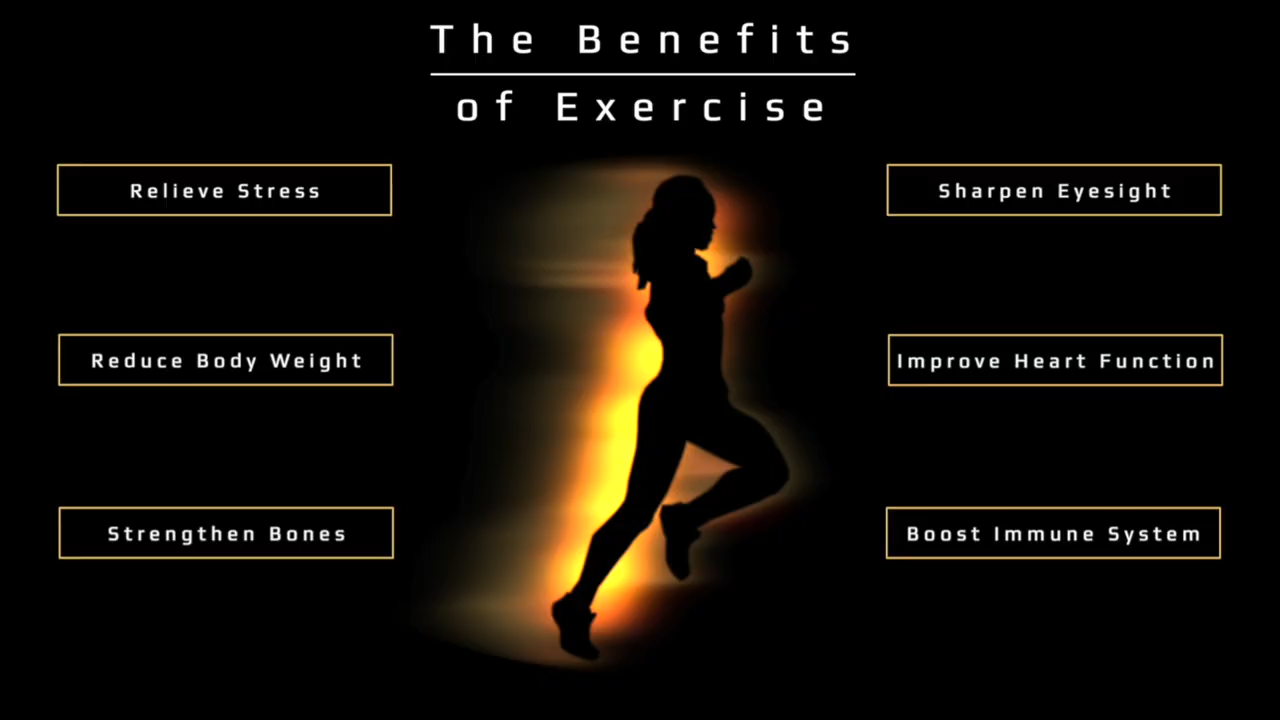 The Benefits
of Exercise
Relieve Stress
Sharpen Eyesight
Reduce Body Weight
Improve Heart Function
Strengthen Bones
Boost Immune System